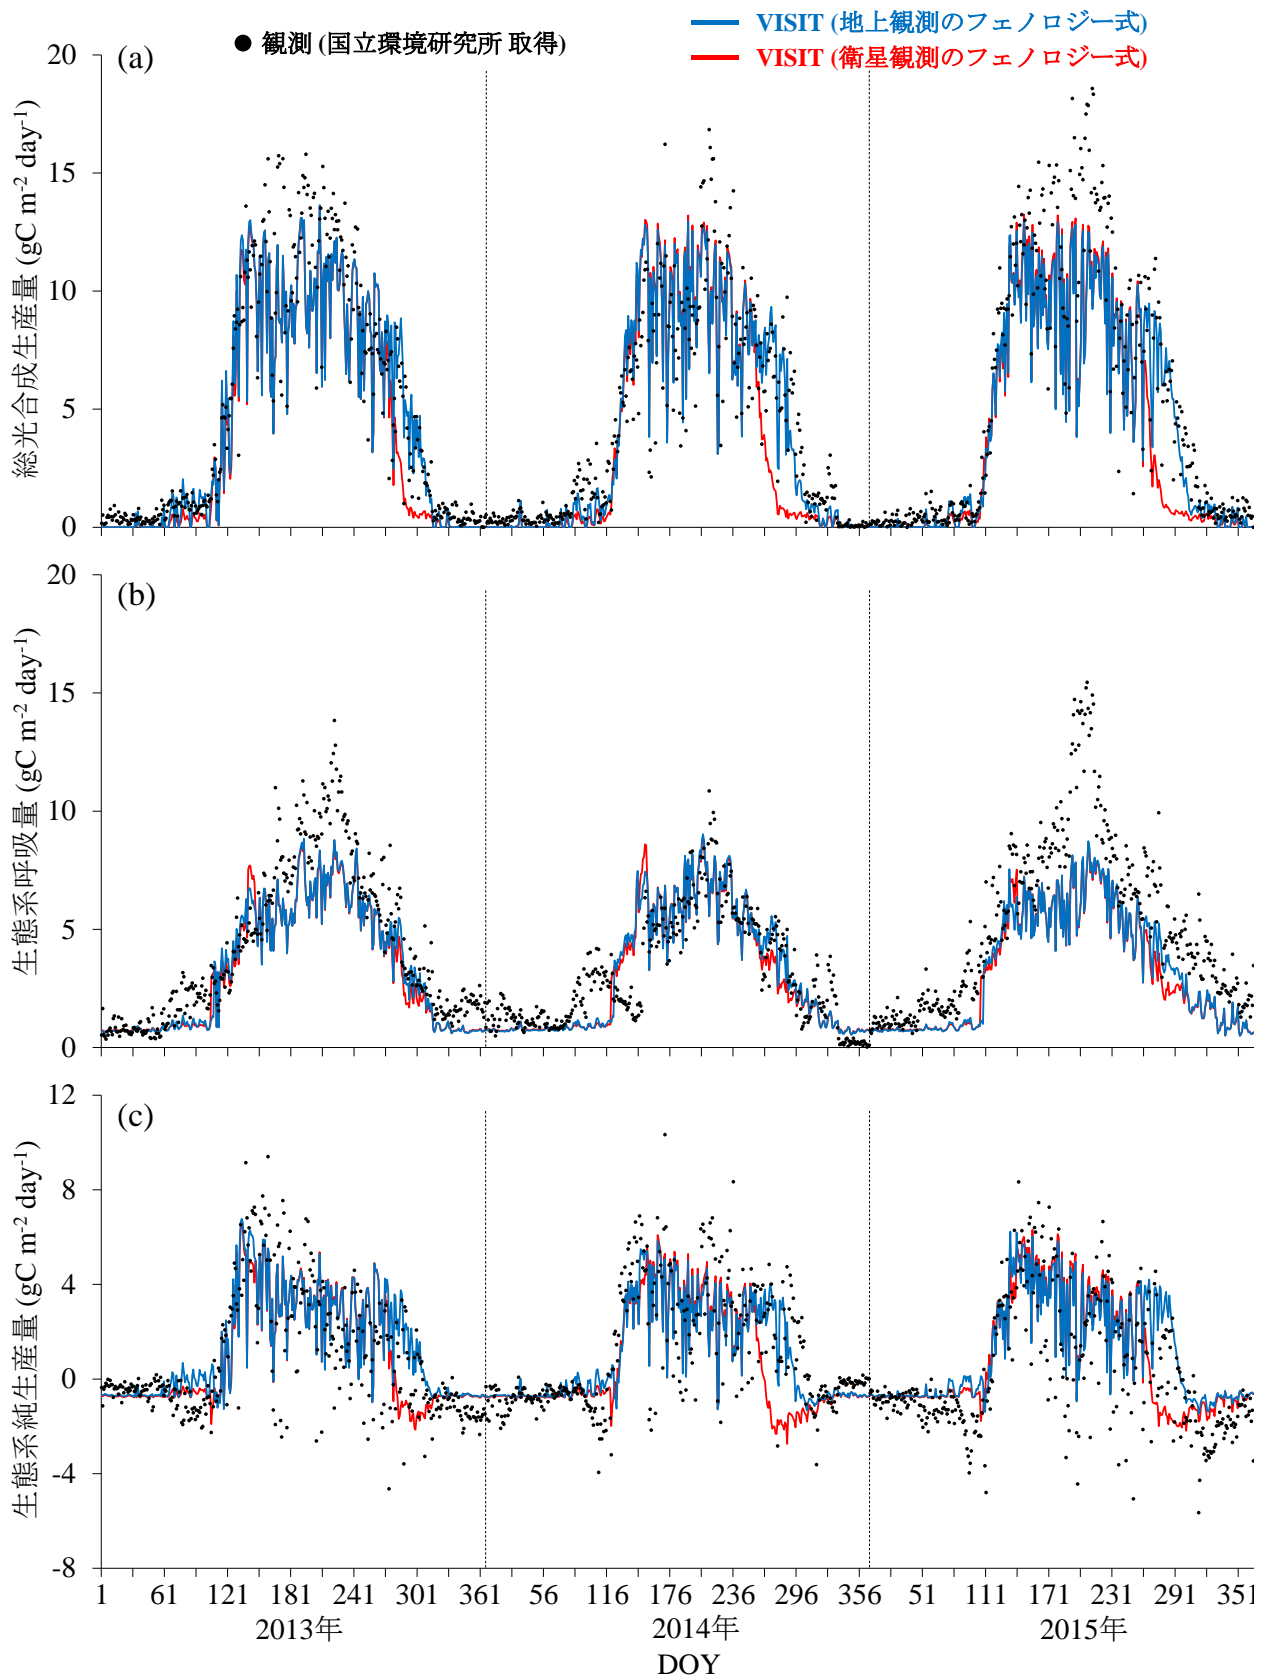 VISIT (地上観測のフェノロジー式)
● 観測 (国立環境研究所 取得)
VISIT (衛星観測のフェノロジー式)
(a)
総光合成生産量 (gC m⁻² day⁻¹)
20
15
10
5
0
(b)
生態系呼吸量 (gC m⁻² day⁻¹)
20
15
10
5
0
(c)
生態系純生産量 (gC m⁻² day⁻¹)
12
8
4
0
-4
-8
1 61 121 181 241 301 361 56 116 176 236 296 356 51 111 171 231 291 351
2013年 2014年 2015年
DOY